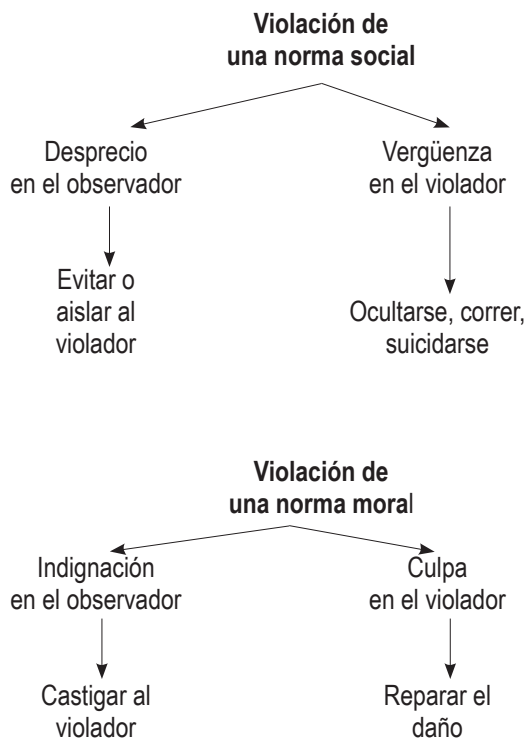 Violación de
una norma social
Desprecio
en el observador
Vergüenza
en el violador
Evitar o
aislar al
violador
Ocultarse, correr,
suicidarse
Violación de
una norma moral
Indignación
en el observador
Culpa
en el violador
Castigar al
violador
Reparar el
daño